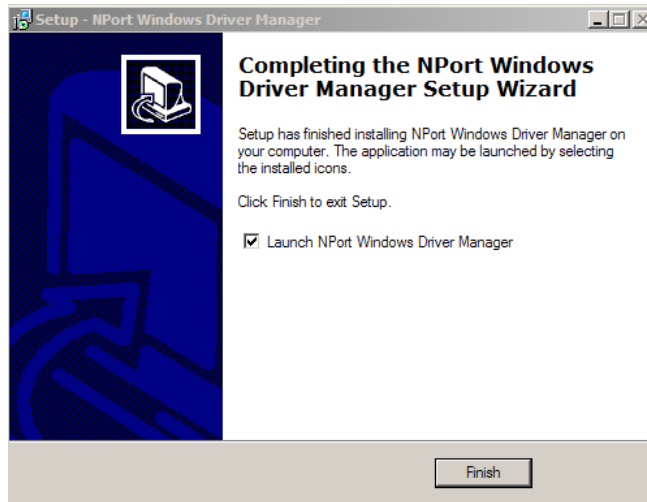 Setup - NPort Windows Driver Manager
Completing the NPort Windows
Driver Manager Setup Wizard
Setup has finished installing NPort Windows Driver Manager on
your computer. The application may be launched by selecting
the installed icons.
Click Finish to exit Setup.
Launch NPort Windows Driver Manager
Finish